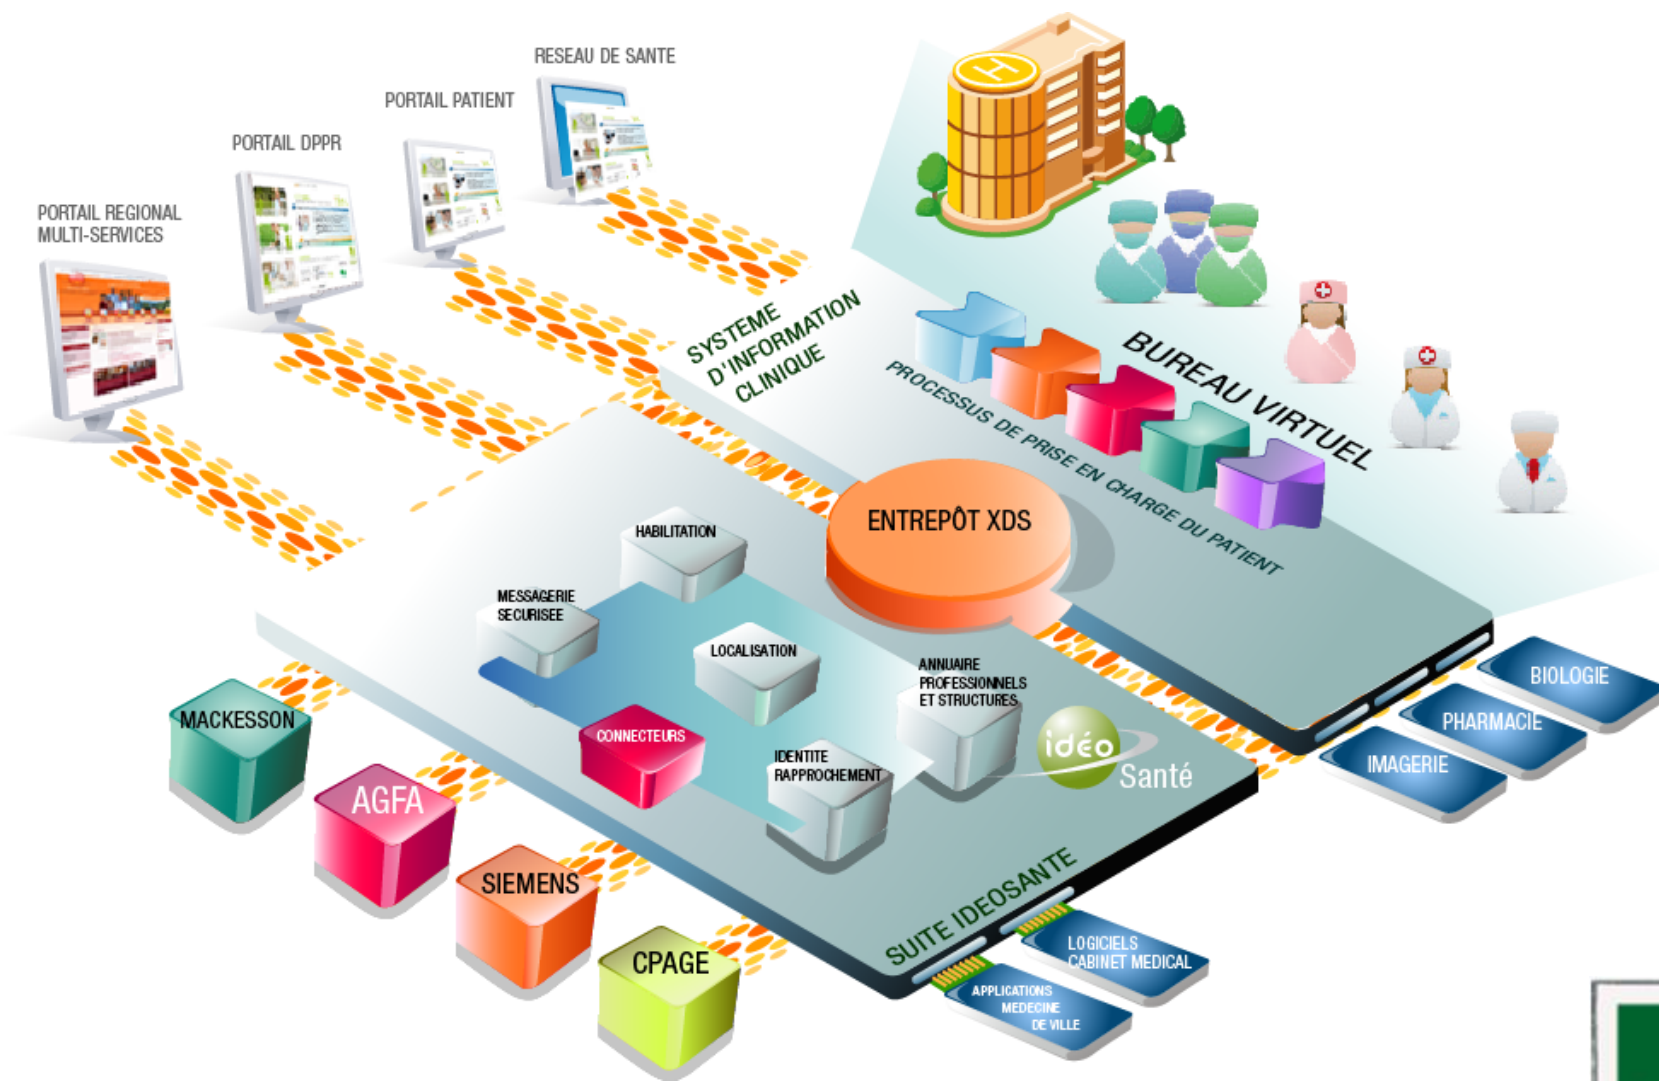 RESEAU DE SANTE
PORTAIL PATIENT
PORTAIL DPPR
PORTAIL REGIONAL
MULTI-SERVICES
H
SYSTEME
D'INFORMATION
CLINIQUE
BUREAU VIRTUEL
PROCESSUS DE PRISE EN CHARGE DU PATIENT
ENTREPÔT XDS
HABILITATION
MESSAGERIE
SECURISEE
LOCALISATION
ANNUAIRE
PROFESSIONNELS
ET STRUCTURES
CONNECTEURS
IDENTITE
RAPPROCHEMENT
idéo
Santé
BIOLOGIE
PHARMACIE
IMAGERIE
MACKESSON
AGFA
SIEMENS
CPAGE
SUITE IDEOSANTE
LOGICIELS
CABINET MEDICAL
APPLICATIONS
MEDECINE
DE VILLE